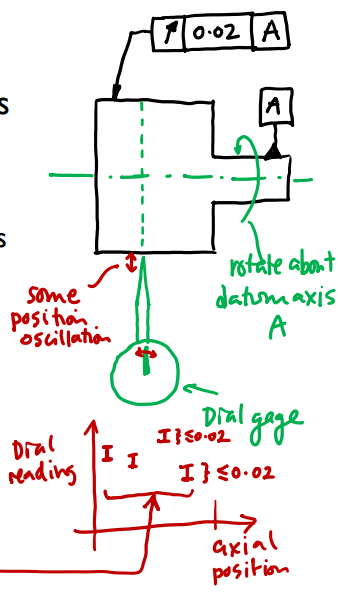 ↗ 0.02 A
A
s
s
rotate about
datum axis
A
some
position
oscillation
Dial gage
Dial
reading
I I I } ≤0.02
I } ≤0.02
axial
position